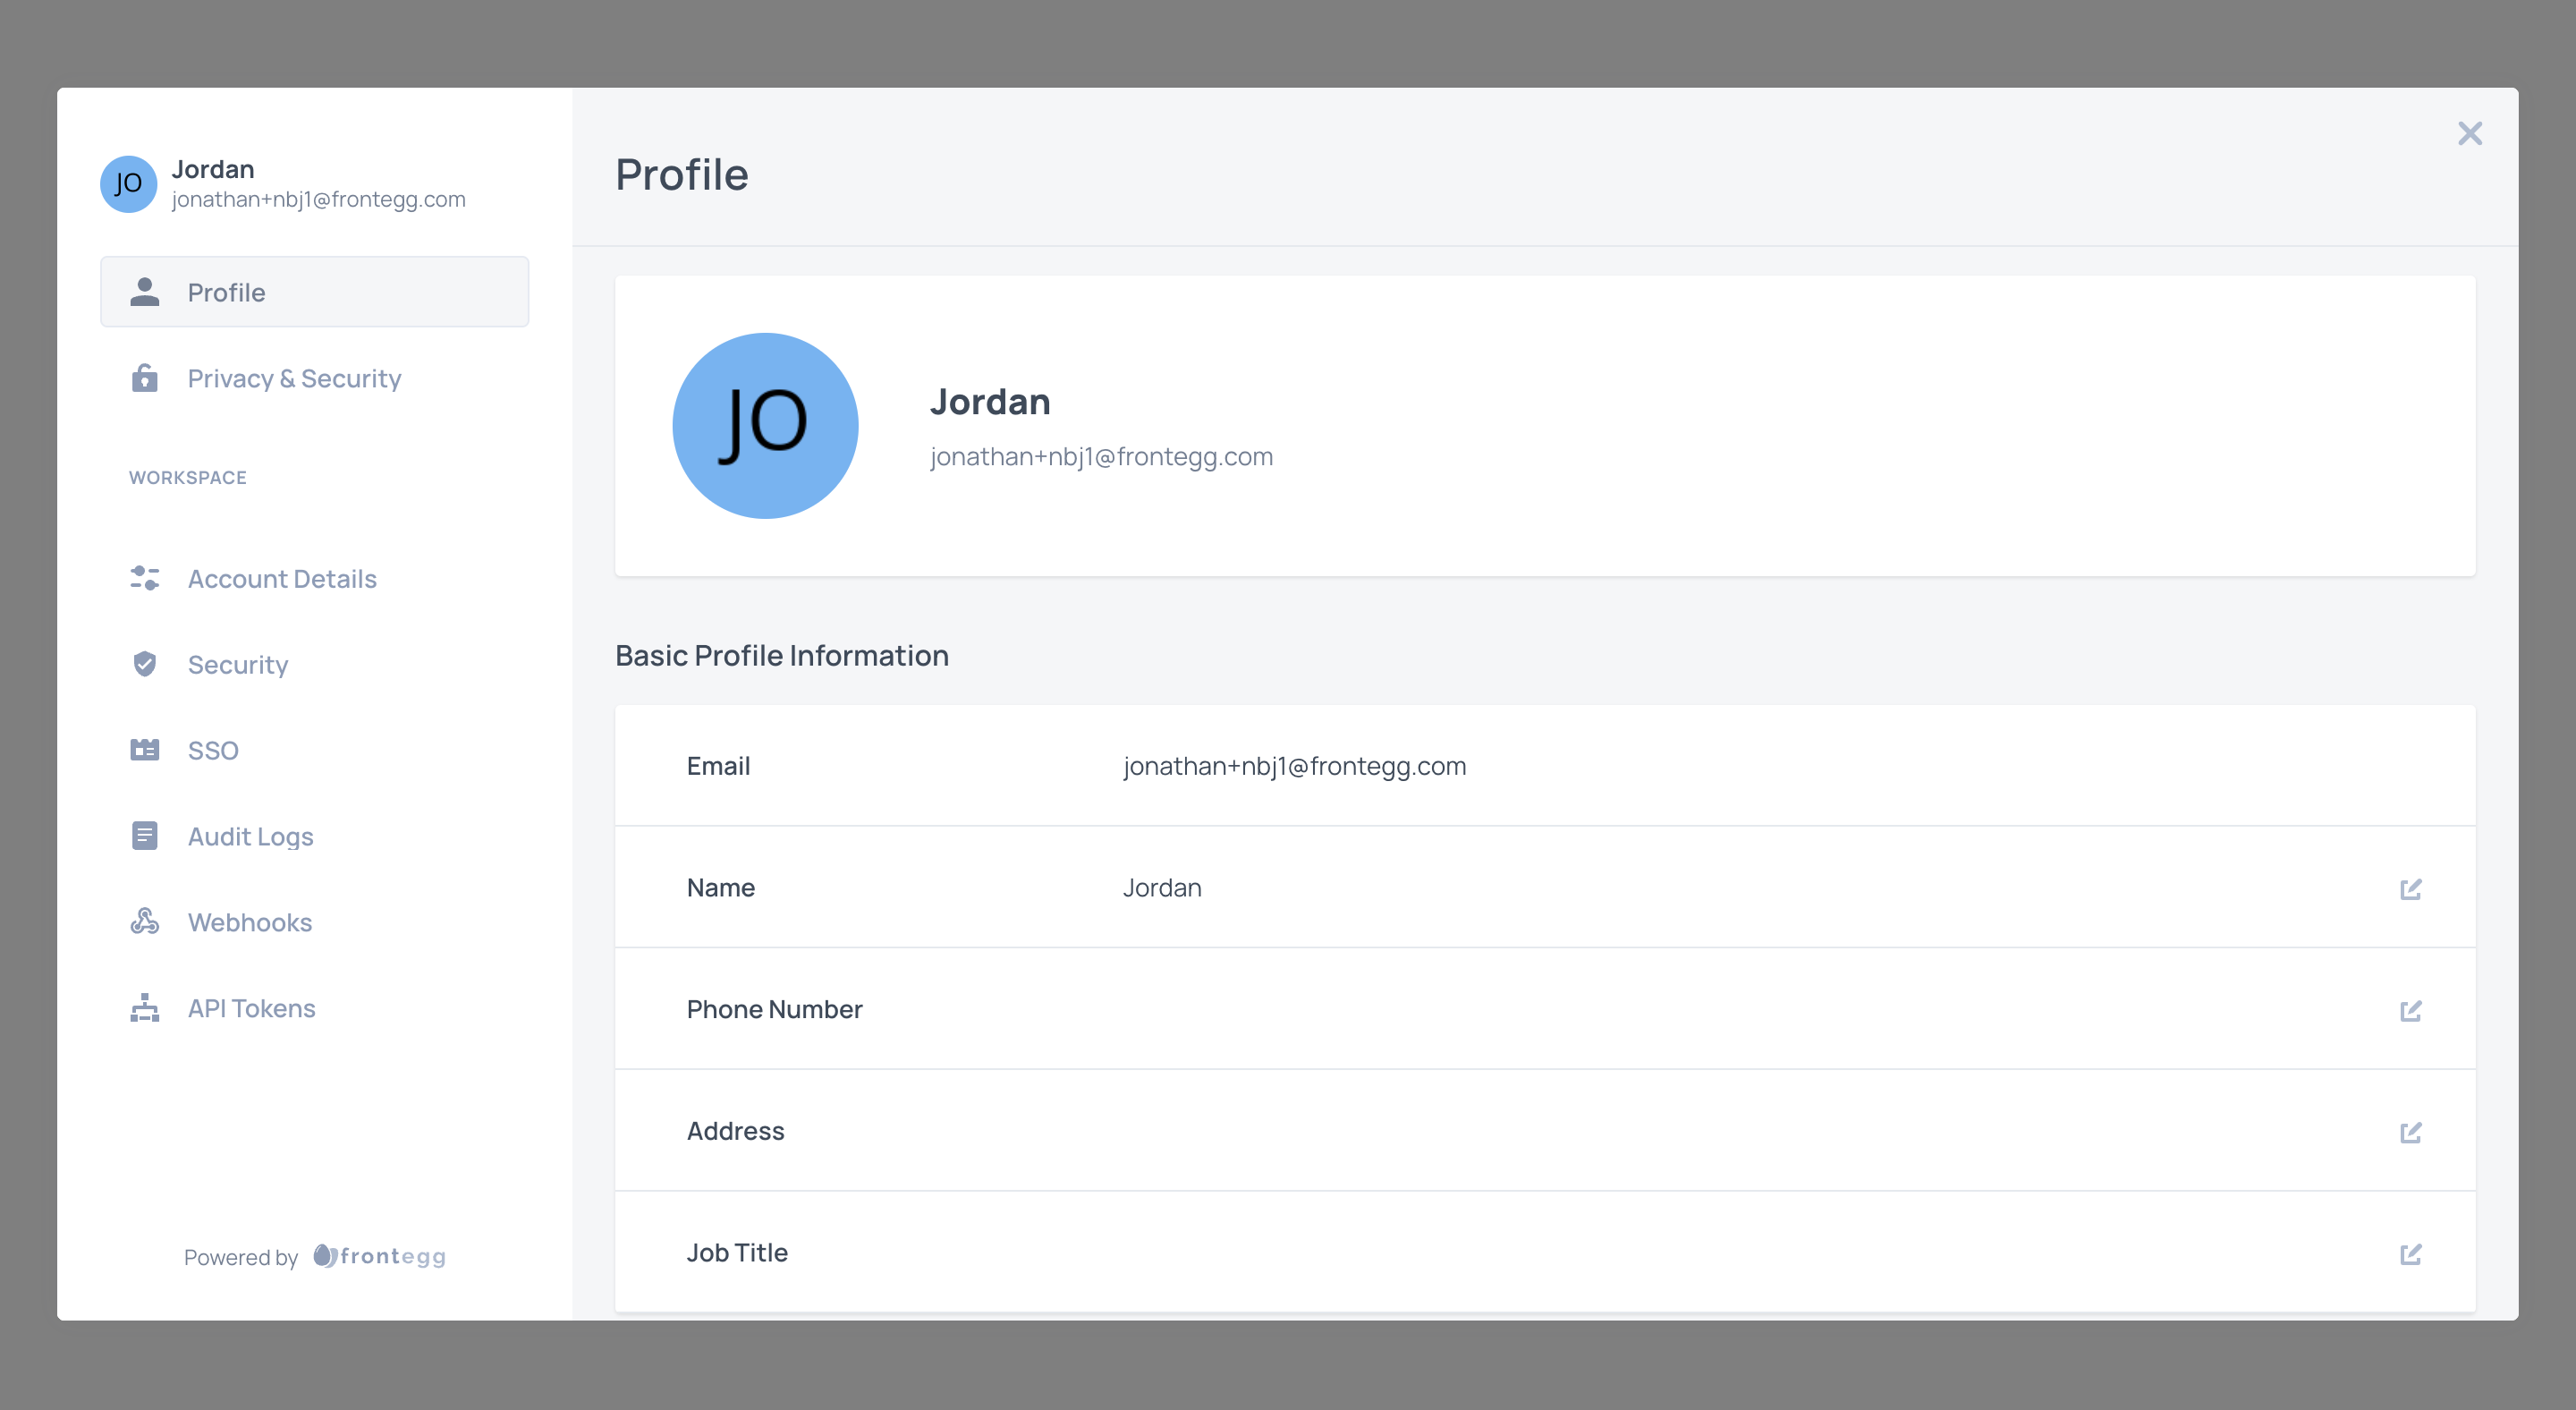 JO
Jordan
jonathan+nbj1@frontegg.com
Profile
Privacy & Security
WORKSPACE
Account Details
Security
SSO
Audit Logs
Webhooks
API Tokens
Powered by frontegg
Profile
JO
Jordan
jonathan+nbj1@frontegg.com
Basic Profile Information
Email jonathan+nbj1@frontegg.com
Name Jordan
Phone Number
Address
Job Title